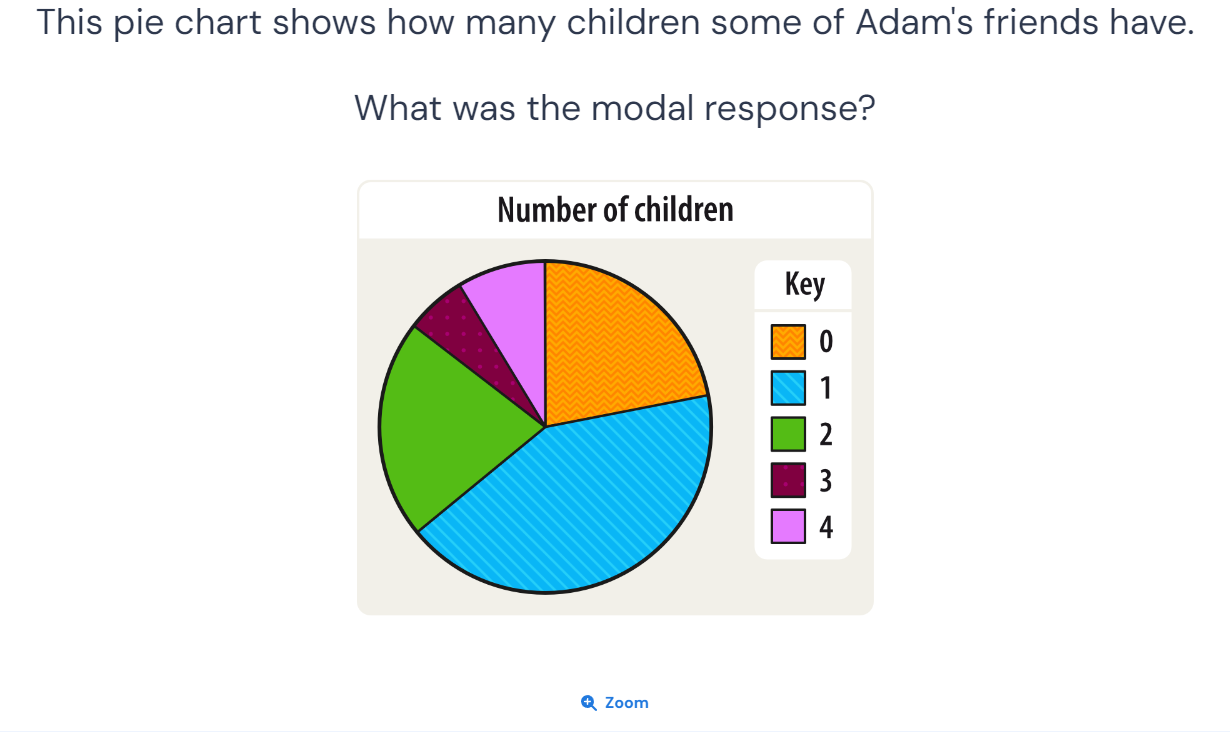 This pie chart shows how many children some of Adam's friends have.
What was the modal response?
Number of children
Key
0
1
2
3
4
Zoom